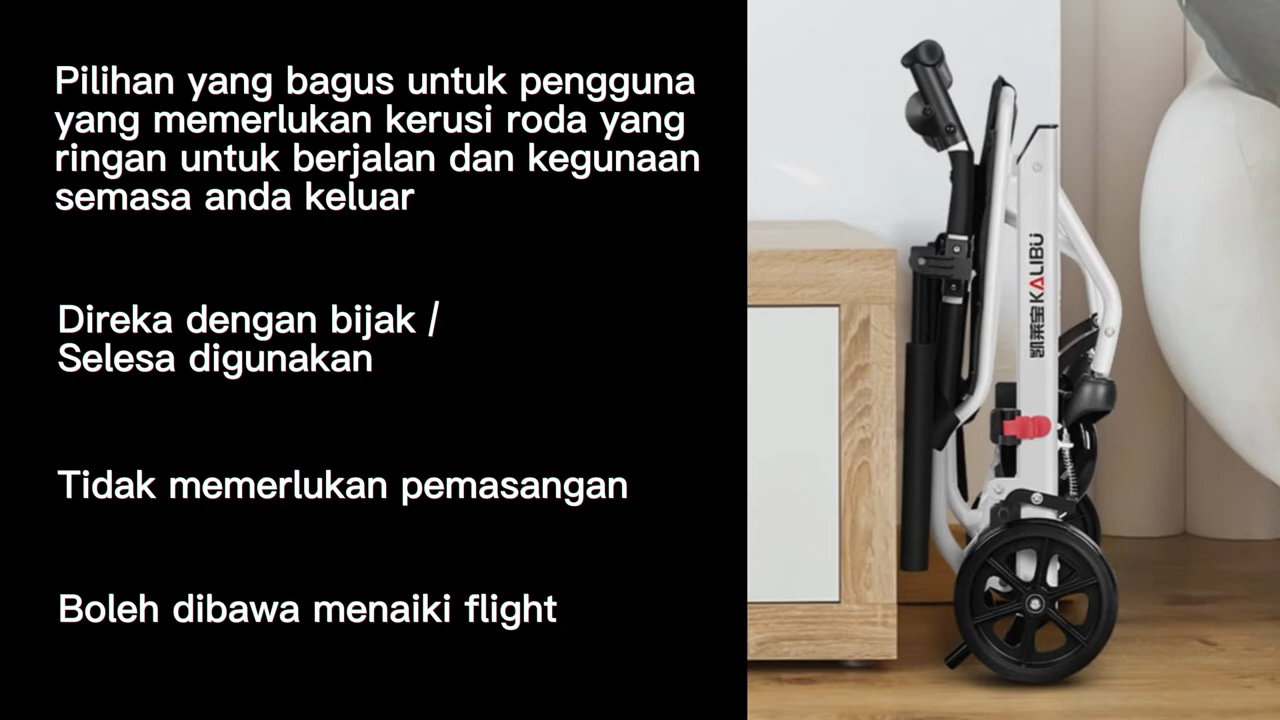 Pilihan yang bagus untuk pengguna
yang memerlukan kerusi roda yang
ringan untuk berjalan dan kegunaan
semasa anda keluar
Direka dengan bijak /
Selesa digunakan
Tidak memerlukan pemasangan
Boleh dibawa menaiki flight
凯莱宝 KALIBU